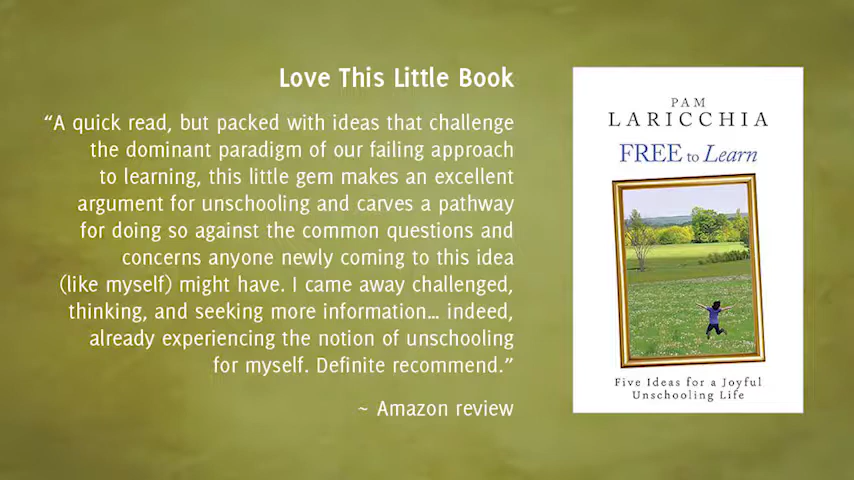 Love This Little Book
“A quick read, but packed with ideas that challenge
the dominant paradigm of our failing approach
to learning, this little gem makes an excellent
argument for unschooling and carves a pathway
for doing so against the common questions and
concerns anyone newly coming to this idea
(like myself) might have. I came away challenged,
thinking, and seeking more information... indeed,
already experiencing the notion of unschooling
for myself. Definite recommend.”
~ Amazon review
PAM
LARICCHIA
FREE to Learn
Five Ideas for a Joyful
Unschooling Life